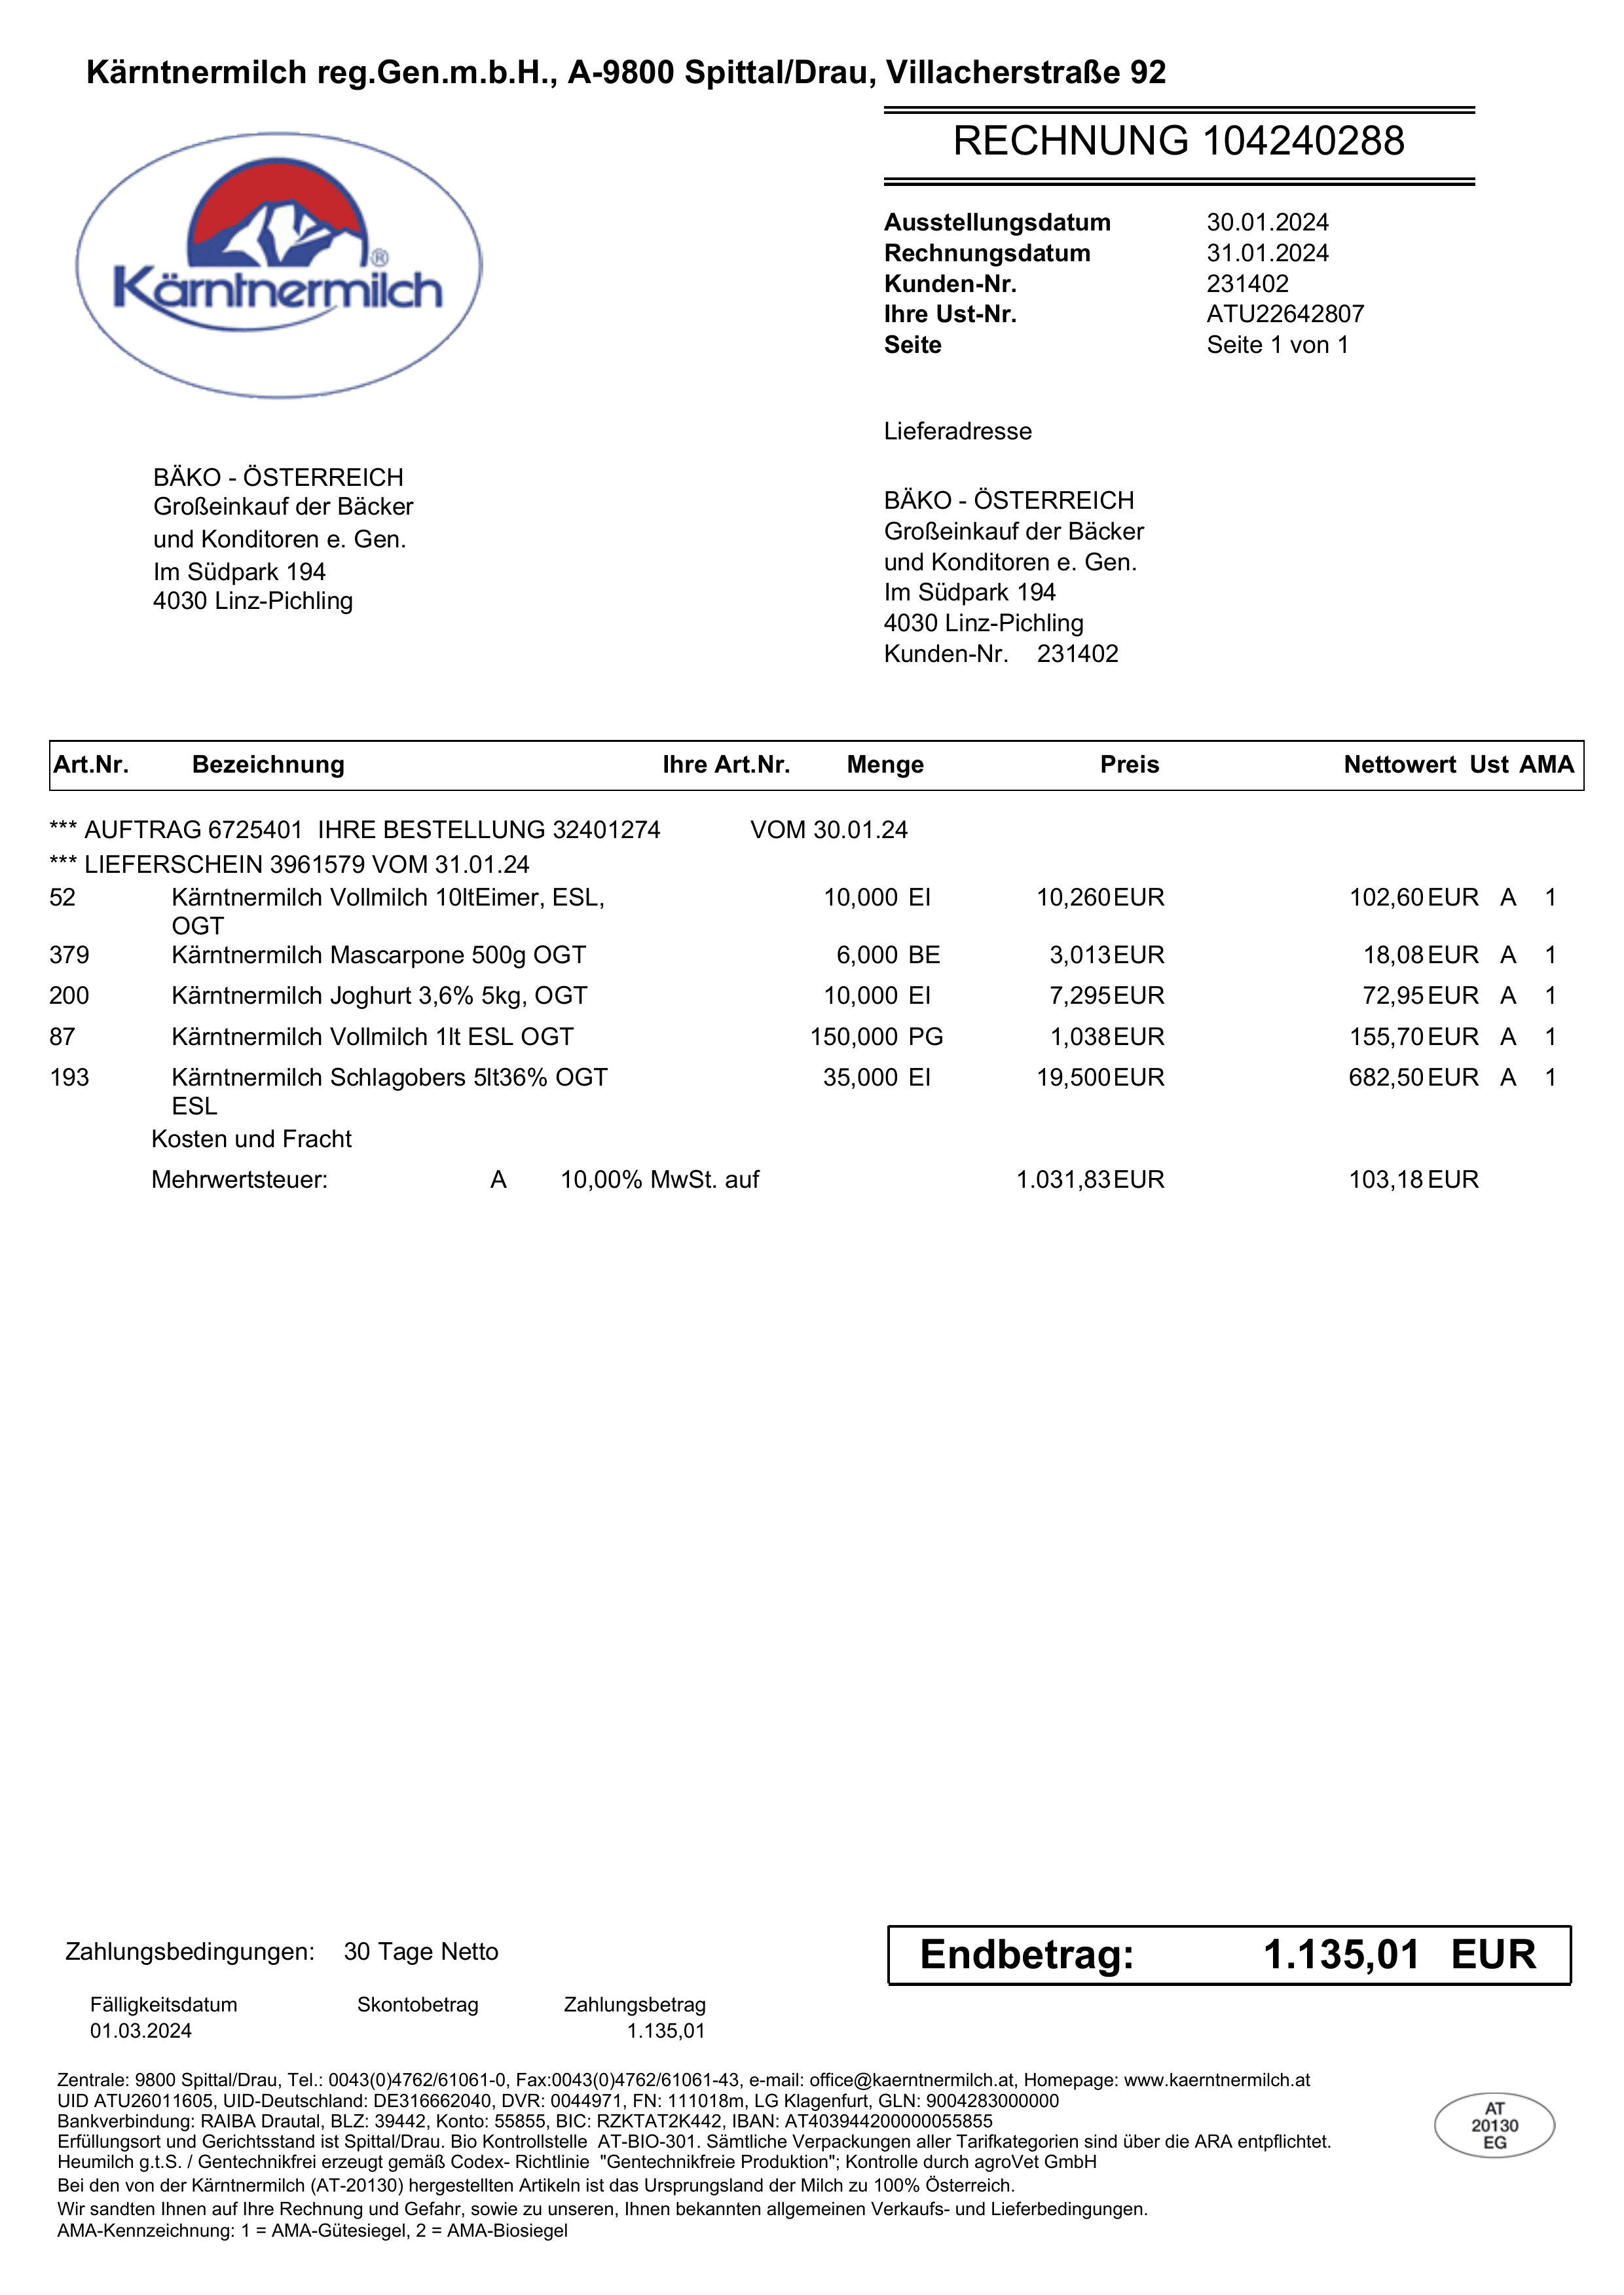 Kärntnermilch reg.Gen.m.b.H., A-9800 Spittal/Drau, Villacherstraße 92
RECHNUNG 104240288
Kärntnermilch ®
Ausstellungsdatum 30.01.2024
Rechnungsdatum 31.01.2024
Kunden-Nr. 231402
Ihre Ust-Nr. ATU22642807
Seite Seite 1 von 1
BÄKO - ÖSTERREICH
Großeinkauf der Bäcker
und Konditoren e. Gen.
Im Südpark 194
4030 Linz-Pichling
Lieferadresse
BÄKO - ÖSTERREICH
Großeinkauf der Bäcker
und Konditoren e. Gen.
Im Südpark 194
4030 Linz-Pichling
Kunden-Nr. 231402
Art.Nr. Bezeichnung Ihre Art.Nr. Menge Preis Nettowert Ust AMA
*** AUFTRAG 6725401 IHRE BESTELLUNG 32401274 VOM 30.01.24
*** LIEFERSCHEIN 3961579 VOM 31.01.24
52 Kärntnermilch Vollmilch 10ltEimer, ESL, 10,000 EI 10,260 EUR 102,60 EUR A 1
OGT
379 Kärntnermilch Mascarpone 500g OGT 6,000 BE 3,013 EUR 18,08 EUR A 1
200 Kärntnermilch Joghurt 3,6% 5kg, OGT 10,000 EI 7,295 EUR 72,95 EUR A 1
87 Kärntnermilch Vollmilch 1lt ESL OGT 150,000 PG 1,038 EUR 155,70 EUR A 1
193 Kärntnermilch Schlagobers 5lt36% OGT 35,000 EI 19,500 EUR 682,50 EUR A 1
ESL
Kosten und Fracht
Mehrwertsteuer: A 10,00% MwSt. auf 1.031,83 EUR 103,18 EUR
Zahlungsbedingungen: 30 Tage Netto
Endbetrag: 1.135,01 EUR
Fälligkeitsdatum Skontobetrag Zahlungsbetrag
01.03.2024 1.135,01
Zentrale: 9800 Spittal/Drau, Tel.: 0043(0)4762/61061-0, Fax:0043(0)4762/61061-43, e-mail: office@kaerntnermilch.at, Homepage: www.kaerntnermilch.at
UID ATU26011605, UID-Deutschland: DE316662040, DVR: 0044971, FN: 111018m, LG Klagenfurt, GLN: 9004283000000
Bankverbindung: RAIBA Drautal, BLZ: 39442, Konto: 55855, BIC: RZKTAT2K442, IBAN: AT403944200000055855
Erfüllungsort und Gerichtsstand ist Spittal/Drau. Bio Kontrollstelle AT-BIO-301. Sämtliche Verpackungen aller Tarifkategorien sind über die ARA entpflichtet.
Heumilch g.t.S. / Gentechnikfrei erzeugt gemäß Codex- Richtlinie "Gentechnikfreie Produktion"; Kontrolle durch agroVet GmbH
Bei den von der Kärntnermilch (AT-20130) hergestellten Artikeln ist das Ursprungsland der Milch zu 100% Österreich.
Wir sandten Ihnen auf Ihre Rechnung und Gefahr, sowie zu unseren, Ihnen bekannten allgemeinen Verkaufs- und Lieferbedingungen.
AMA-Kennzeichnung: 1 = AMA-Gütesiegel, 2 = AMA-Biosiegel
AT
20130
EG